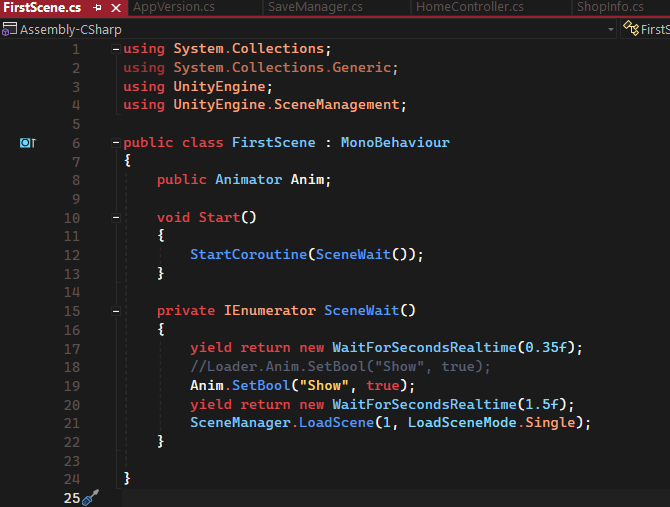 FirstScene.cs AppVersion.cs SaveManager.cs HomeController.cs ShopInfo.cs
Assembly-CSharp FirstS
1 using System.Collections;
2 using System.Collections.Generic;
3 using UnityEngine;
4 using UnityEngine.SceneManagement;
5
6 public class FirstScene : MonoBehaviour
7 {
8 public Animator Anim;
9
10 void Start()
11 {
12 StartCoroutine(SceneWait());
13 }
14
15 private IEnumerator SceneWait()
16 {
17 yield return new WaitForSecondsRealtime(0.35f);
18 //Loader.Anim.SetBool("Show", true);
19 Anim.SetBool("Show", true);
20 yield return new WaitForSecondsRealtime(1.5f);
21 SceneManager.LoadScene(1, LoadSceneMode.Single);
22 }
23
24 }
25